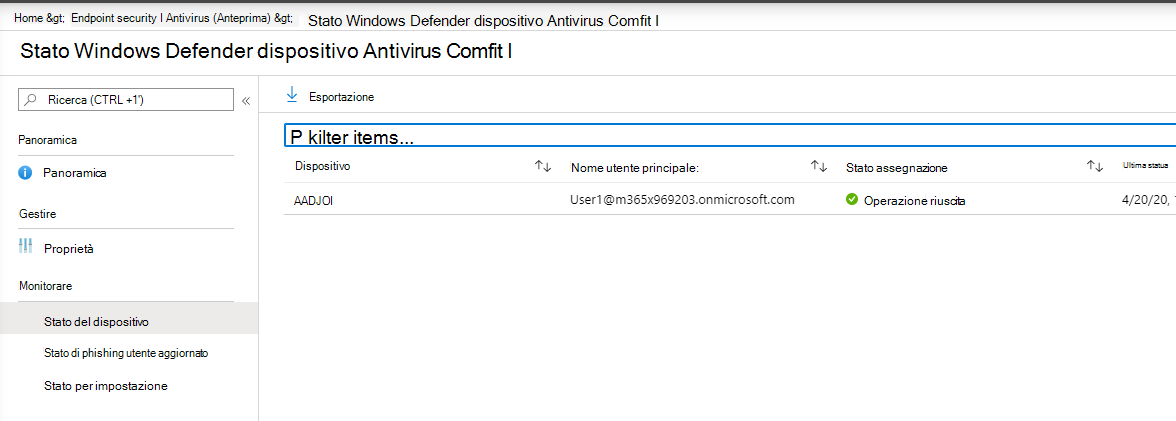 Home &gt; Endpoint security I Antivirus (Anteprima) &gt; Stato Windows Defender dispositivo Antivirus Comfit I
Stato Windows Defender dispositivo Antivirus Comfit I
Ricerca (CTRL +1')
Esportazione
Panoramica
P kilter items...
Panoramica
Dispositivo Nome utente principale: Stato assegnazione Ultima status
AADJOI User1@m365x969203.onmicrosoft.com Operazione riuscita 4/20/20,
Gestire
Proprietà
Monitorare
Stato del dispositivo
Stato di phishing utente aggiornato
Stato per impostazione